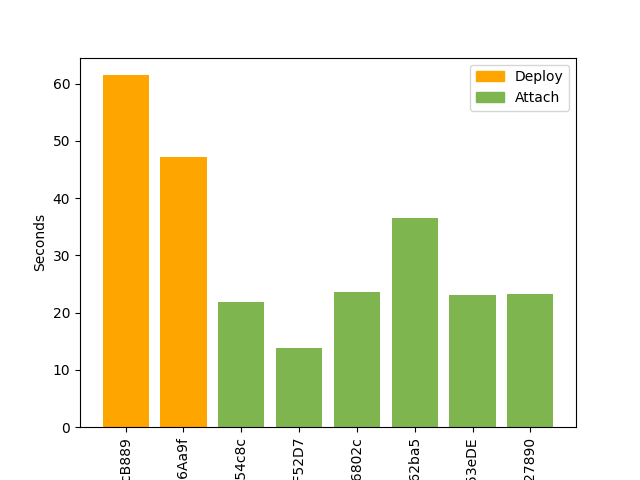 Deploy
Attach
Seconds
60
50
40
30
20
10
0
cB889
6Aa9f
54c8c
F52D7
6802c
62ba5
53eDE
27890